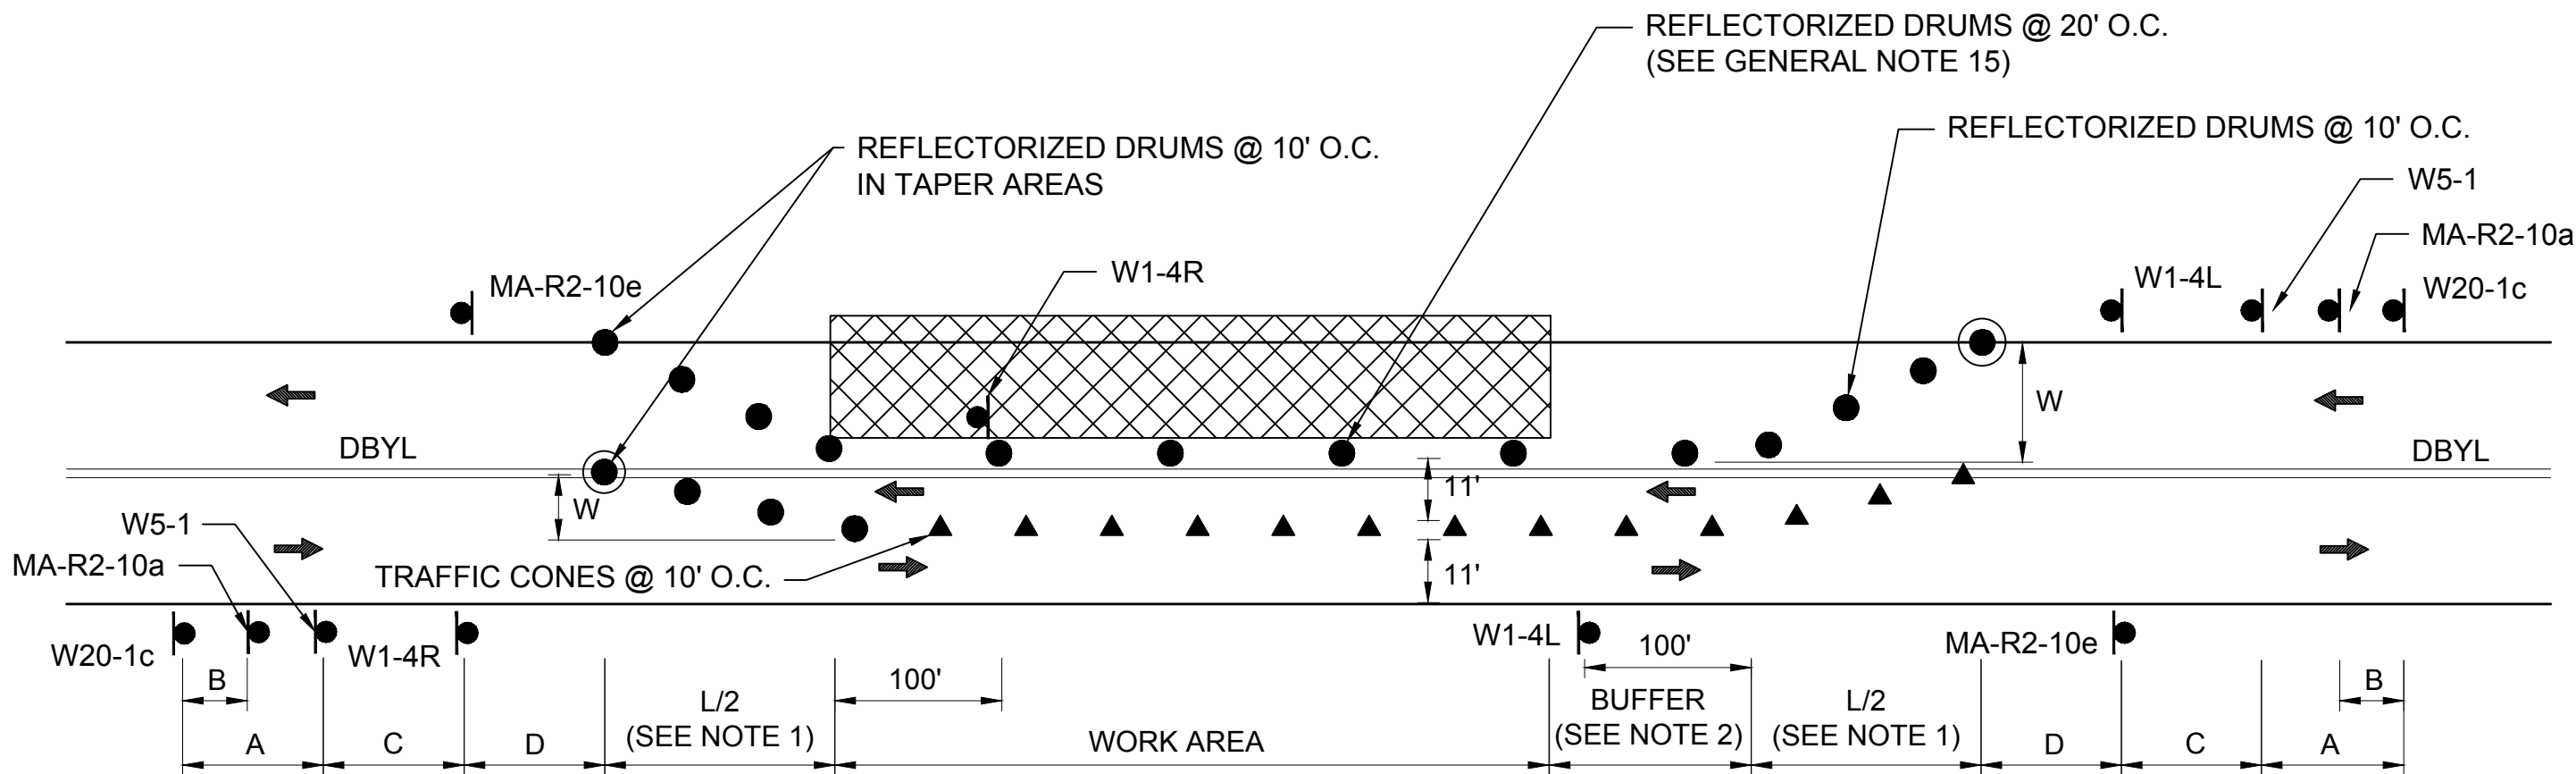 REFLECTORIZED DRUMS @ 20' O.C.
(SEE GENERAL NOTE 15)
REFLECTORIZED DRUMS @ 10' O.C.
REFLECTORIZED DRUMS @ 10' O.C.
IN TAPER AREAS
W5-1
MA-R2-10a
W1-4R
W1-4L
W20-1c
MA-R2-10e
W
DBYL
DBYL
11'
W
W5-1
MA-R2-10a
TRAFFIC CONES @ 10' O.C.
11'
W20-1c
W1-4R
W1-4L
MA-R2-10e
100'
100'
B
B
L/2
(SEE NOTE 1)
BUFFER
(SEE NOTE 2)
L/2
(SEE NOTE 1)
A
C
D
WORK AREA
D
C
A